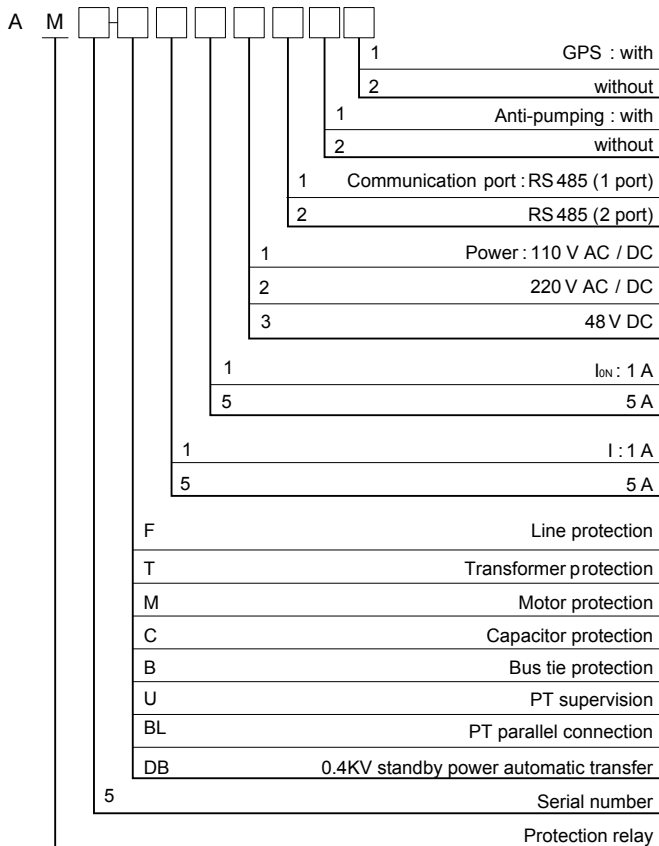 A M -
1 GPS : with
2 without
1 Anti-pumping : with
2 without
1 Communication port : RS 485 (1 port)
2 RS 485 (2 port)
1 Power : 110 V AC / DC
2 220 V AC / DC
3 48 V DC
1 I0N : 1 A
5 5 A
1 I : 1 A
5 5 A
F Line protection
T Transformer protection
M Motor protection
C Capacitor protection
B Bus tie protection
U PT supervision
BL PT parallel connection
DB 0.4KV standby power automatic transfer
5 Serial number
Protection relay